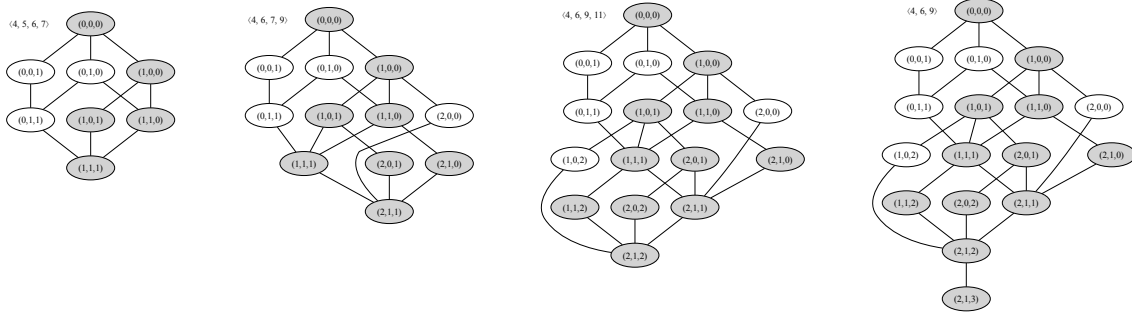 ⟨4, 5, 6, 7⟩
(0,0,0)
(0,0,1) (0,1,0) (1,0,0)
(0,1,1) (1,0,1) (1,1,0)
(1,1,1)
⟨4, 6, 7, 9⟩
(0,0,0)
(0,0,1) (0,1,0) (1,0,0)
(0,1,1) (1,0,1) (1,1,0) (2,0,0)
(1,1,1) (2,0,1) (2,1,0)
(2,1,1)
⟨4, 6, 9, 11⟩
(0,0,0)
(0,0,1) (0,1,0) (1,0,0)
(0,1,1) (1,0,1) (1,1,0) (2,0,0)
(1,0,2) (1,1,1) (2,0,1) (2,1,0)
(1,1,2) (2,0,2) (2,1,1)
(2,1,2)
⟨4, 6, 9⟩
(0,0,0)
(0,0,1) (0,1,0) (1,0,0)
(0,1,1) (1,0,1) (1,1,0) (2,0,0)
(1,0,2) (1,1,1) (2,0,1) (2,1,0)
(1,1,2) (2,0,2) (2,1,1)
(2,1,2)
(2,1,3)